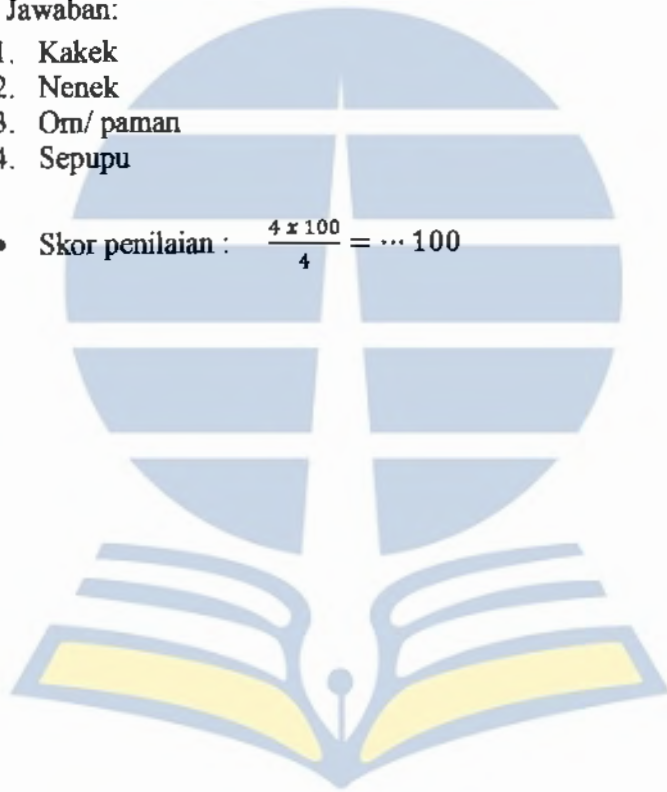 Jawaban:
1. Kakek
2. Nenek
3. Om/ paman
4. Sepupu
• Skor penilaian : 4 x 100 / 4 = ... 100